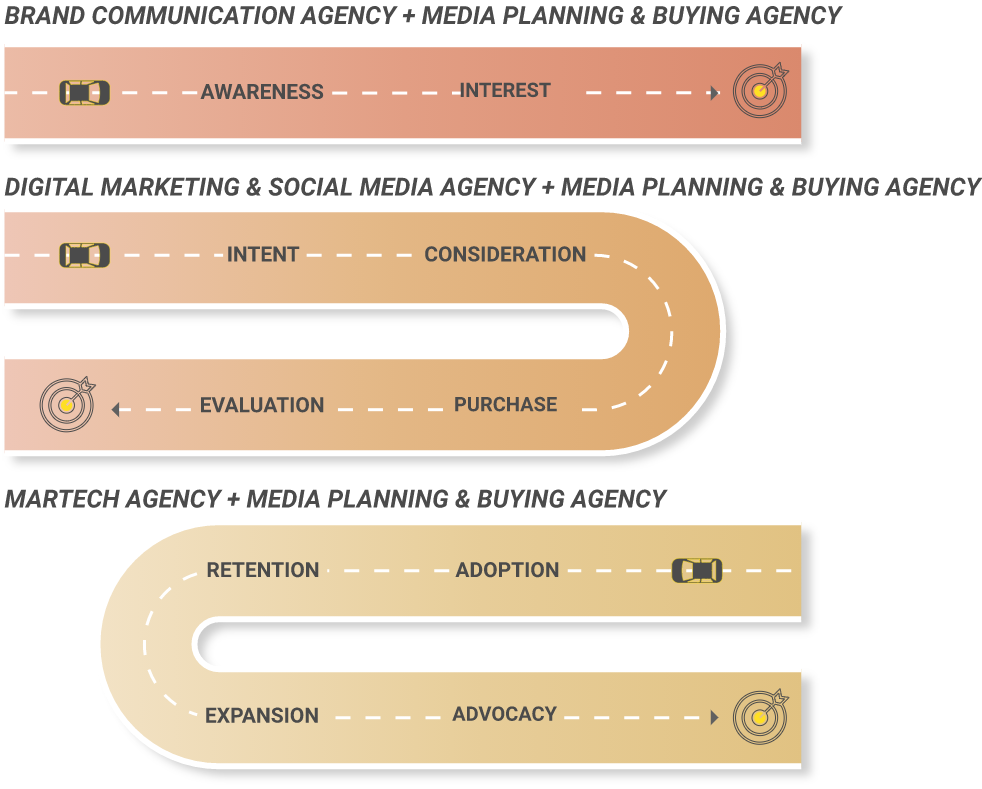 BRAND COMMUNICATION AGENCY + MEDIA PLANNING & BUYING AGENCY
AWARENESS INTEREST
DIGITAL MARKETING & SOCIAL MEDIA AGENCY + MEDIA PLANNING & BUYING AGENCY
INTENT CONSIDERATION
EVALUATION PURCHASE
MARTECH AGENCY + MEDIA PLANNING & BUYING AGENCY
RETENTION ADOPTION
EXPANSION ADVOCACY